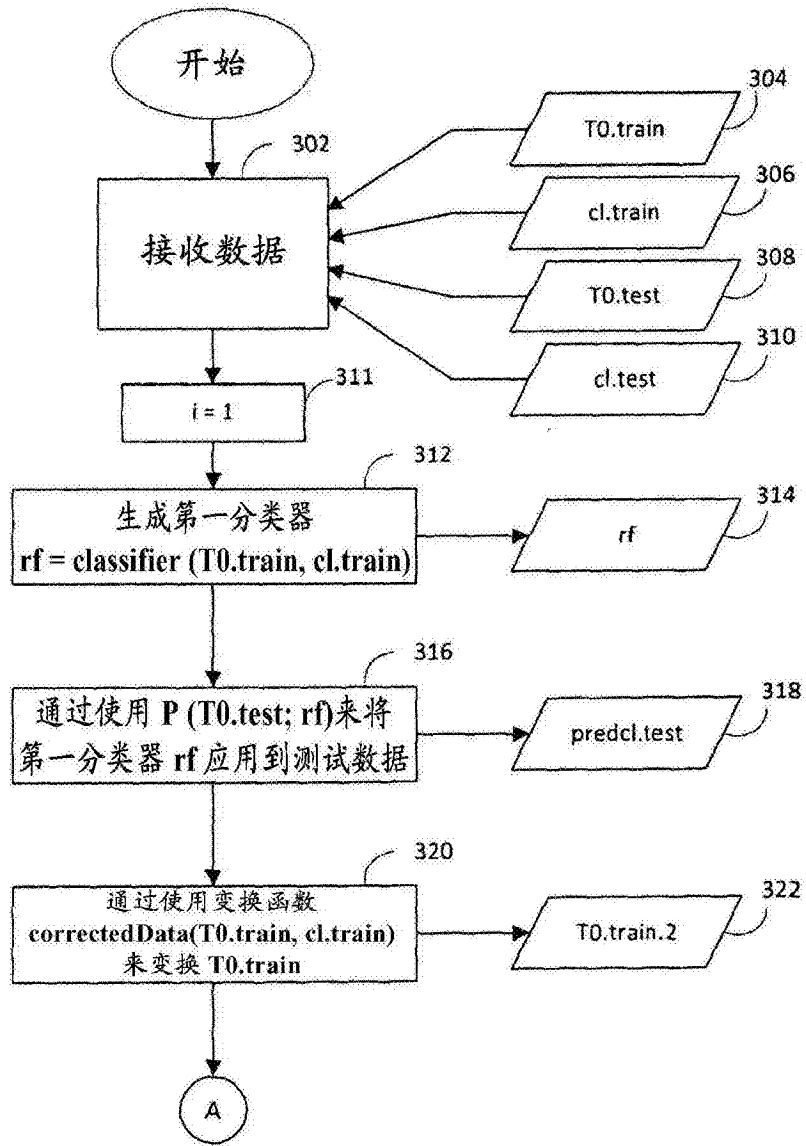 开始
304
T0.train
302
306
cl.train
接收数据
308
T0.test
310
cl.test
311
i = 1
312
生成第一分类器
rf = classifier (T0.train, cl.train)
314
rf
316
通过使用 P (T0.test; rf)来将
第一分类器 rf 应用到测试数据
318
predcl.test
320
通过使用变换函数
correctedData(T0.train, cl.train)
来变换 T0.train
322
T0.train.2
A